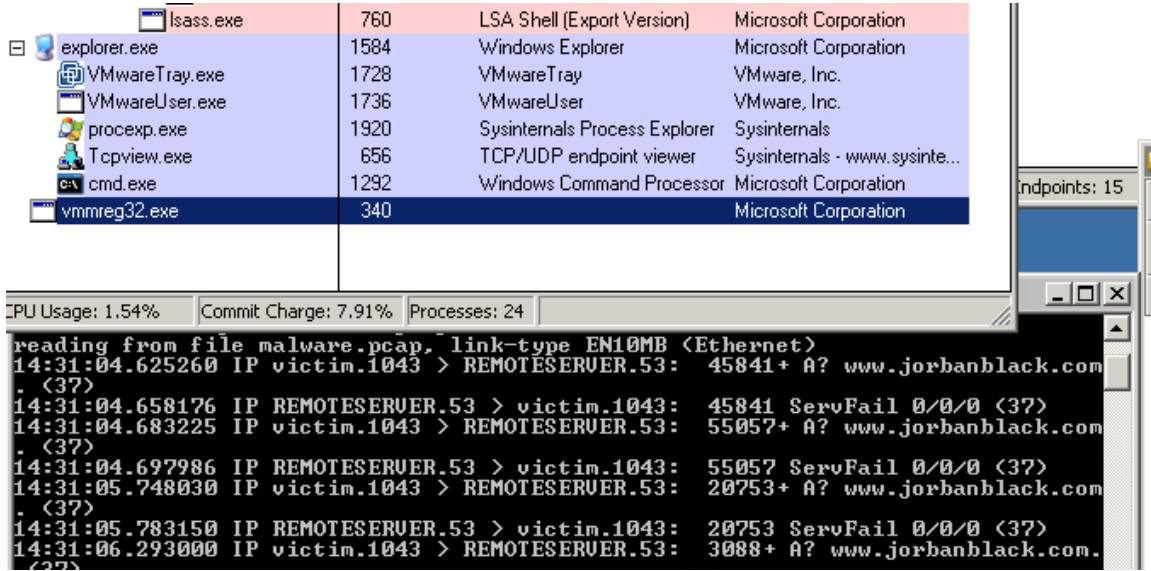 lsass.exe 760 LSA Shell (Export Version) Microsoft Corporation
explorer.exe 1584 Windows Explorer Microsoft Corporation
VMwareTray.exe 1728 VMwareTray VMware, Inc.
VMwareUser.exe 1736 VMwareUser VMware, Inc.
procexp.exe 1920 Sysinternals Process Explorer Sysinternals
Tcpview.exe 656 TCP/UDP endpoint viewer Sysinternals - www.sysinte...
cmd.exe 1292 Windows Command Processor Microsoft Corporation
vmmreg32.exe 340 Microsoft Corporation
ndpoints: 15
CPU Usage: 1.54% Commit Charge: 7.91% Processes: 24
reading from file malware.pcap, link-type EN10MB (Ethernet)
14:31:04.625260 IP victim.1043 > REMOTESERVER.53: 45841+ A? www.jorbanblack.com
. (37)
14:31:04.658176 IP REMOTESERVER.53 > victim.1043: 45841 ServFail 0/0/0 (37)
14:31:04.683225 IP victim.1043 > REMOTESERVER.53: 55057+ A? www.jorbanblack.com
. (37)
14:31:04.697986 IP REMOTESERVER.53 > victim.1043: 55057 ServFail 0/0/0 (37)
14:31:05.748030 IP victim.1043 > REMOTESERVER.53: 20753+ A? www.jorbanblack.com
. (37)
14:31:05.783150 IP REMOTESERVER.53 > victim.1043: 20753 ServFail 0/0/0 (37)
14:31:06.293000 IP victim.1043 > REMOTESERVER.53: 3088+ A? www.jorbanblack.com.
(37)